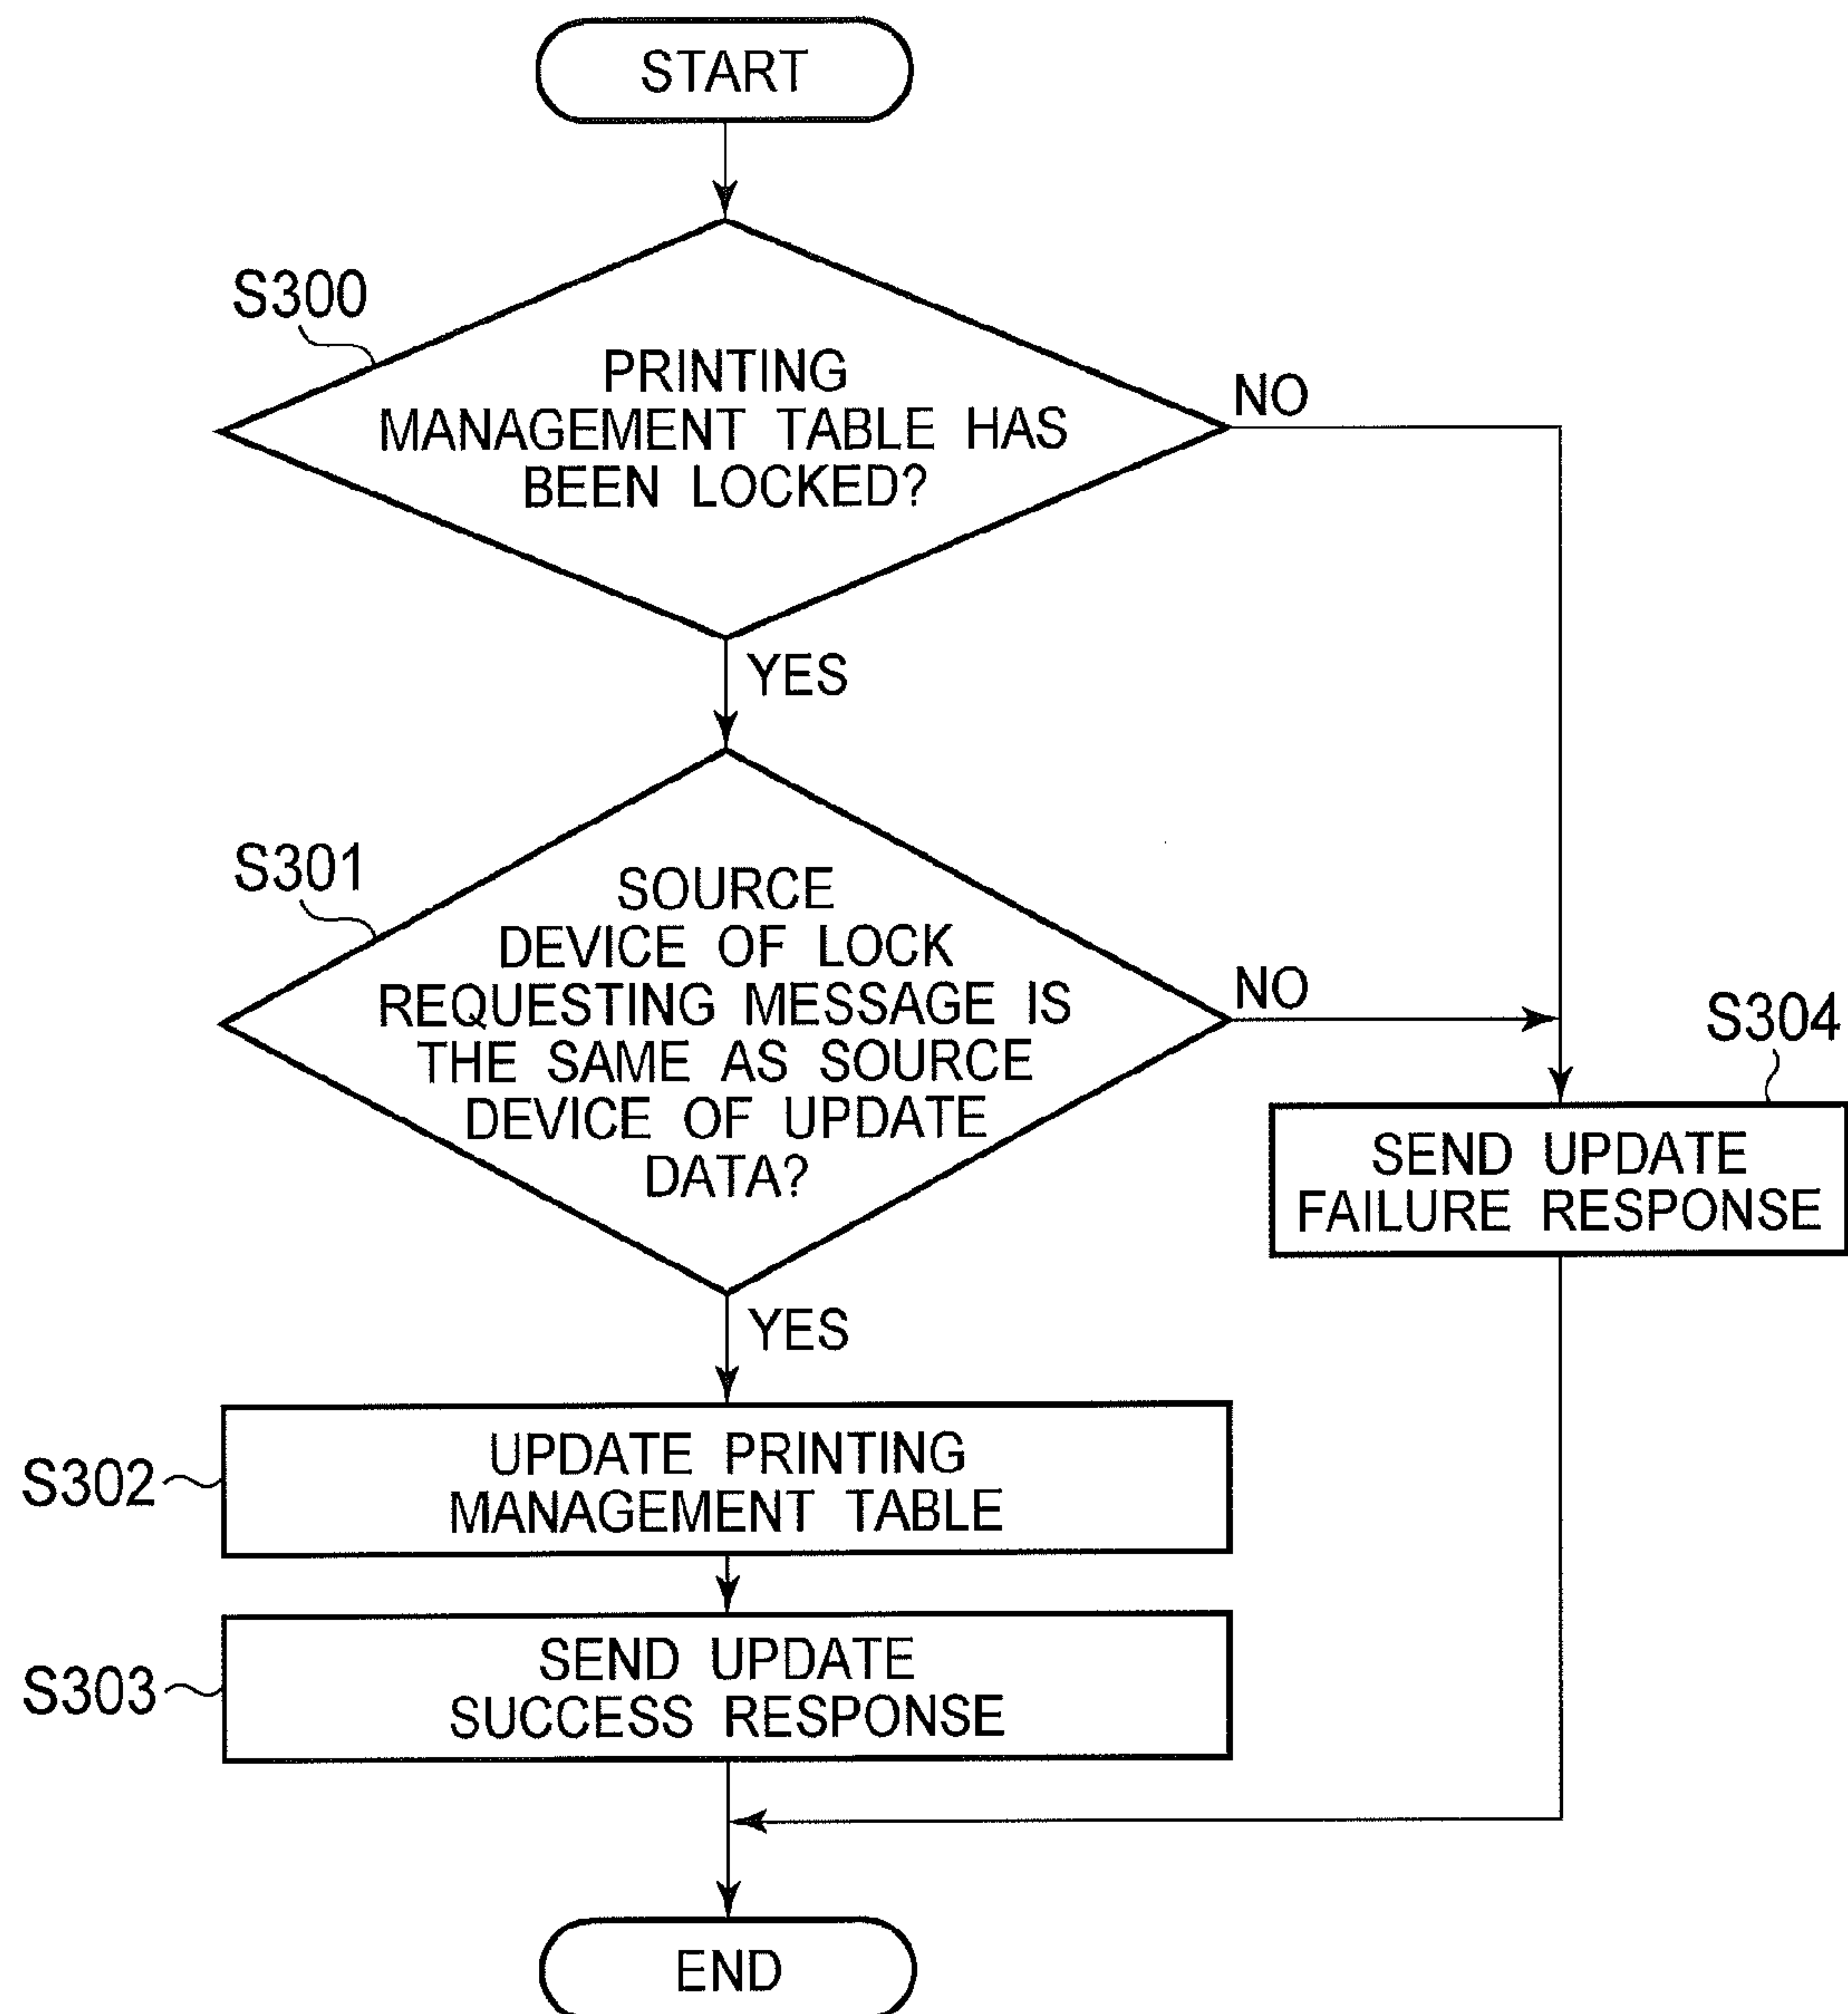 START
S300
PRINTING
MANAGEMENT TABLE HAS
BEEN LOCKED?
NO
YES
S301
SOURCE
DEVICE OF LOCK
REQUESTING MESSAGE IS
THE SAME AS SOURCE
DEVICE OF UPDATE
DATA?
NO
S304
SEND UPDATE
FAILURE RESPONSE
YES
S302
UPDATE PRINTING
MANAGEMENT TABLE
S303
SEND UPDATE
SUCCESS RESPONSE
END